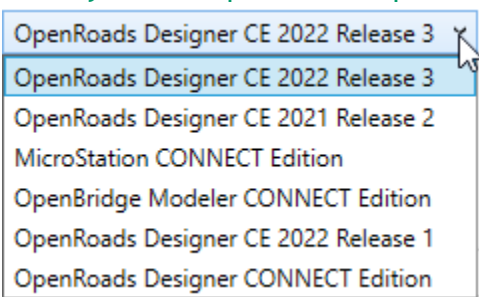 OpenRoads Designer CE 2022 Release 3
OpenRoads Designer CE 2022 Release 3
OpenRoads Designer CE 2021 Release 2
MicroStation CONNECT Edition
OpenBridge Modeler CONNECT Edition
OpenRoads Designer CE 2022 Release 1
OpenRoads Designer CONNECT Edition